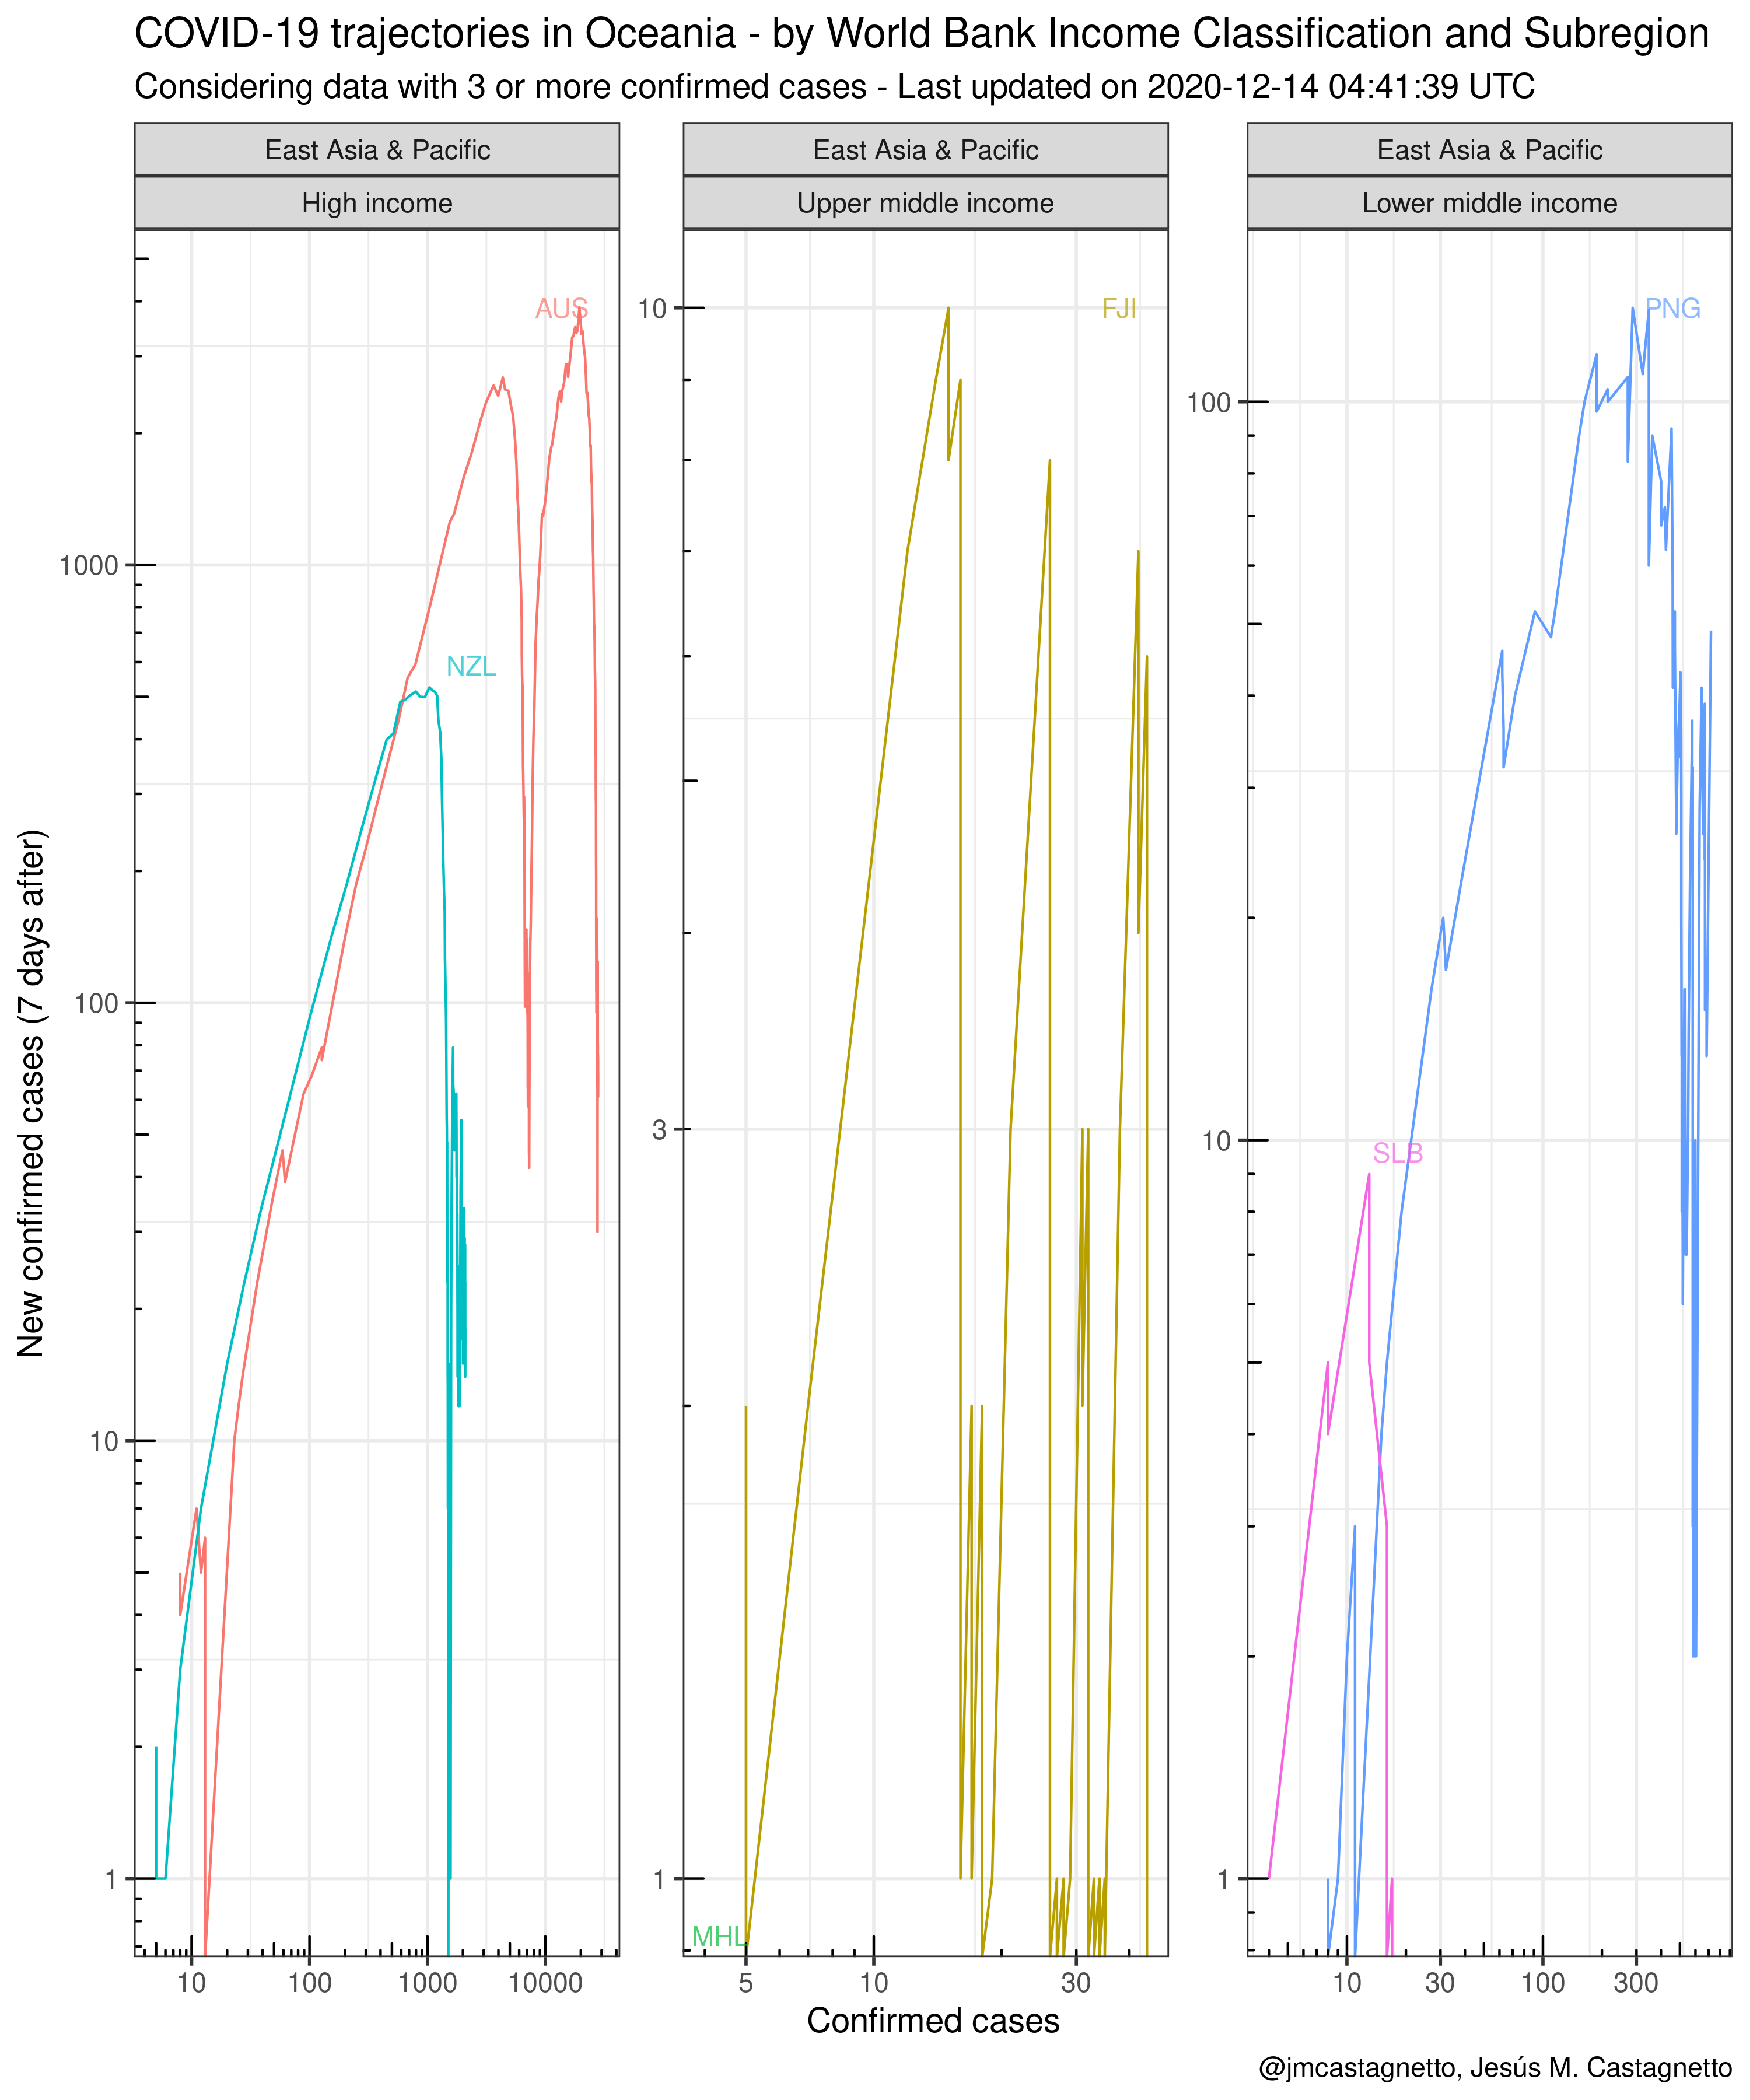 COVID-19 trajectories in Oceania - by World Bank Income Classification and Subregion
Considering data with 3 or more confirmed cases - Last updated on 2020-12-14 04:41:39 UTC
East Asia & Pacific
High income
East Asia & Pacific
Upper middle income
East Asia & Pacific
Lower middle income
New confirmed cases (7 days after)
1000
100
10
1
AUS
NZL
10
100
1000
10000
10
3
1
FJI
MHL
5
10
30
100
10
1
PNG
SLB
10
30
100
300
Confirmed cases
@jmcastagnetto, Jesús M. Castagnetto